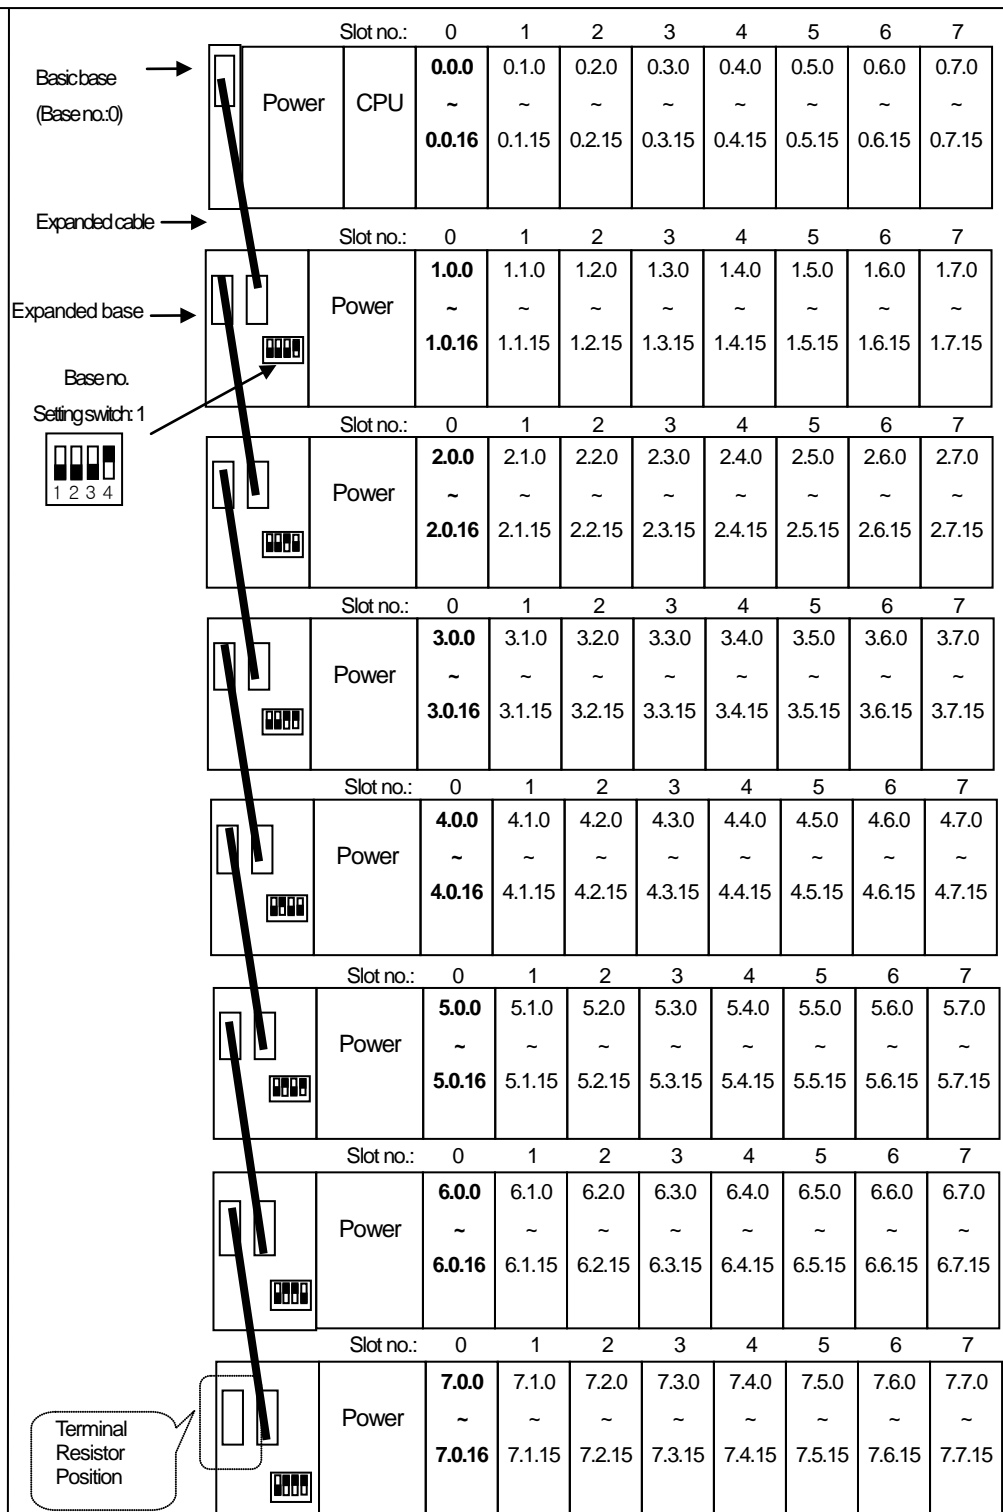 Slot no.: 0 1 2 3 4 5 6 7
Basic base
(Base no.:0)
Power CPU
0.0.0 0.1.0 0.2.0 0.3.0 0.4.0 0.5.0 0.6.0 0.7.0
~ ~ ~ ~ ~ ~ ~ ~
0.0.16 0.1.15 0.2.15 0.3.15 0.4.15 0.5.15 0.6.15 0.7.15
Expanded cable
Slot no.: 0 1 2 3 4 5 6 7
Expanded base
Power
1.0.0 1.1.0 1.2.0 1.3.0 1.4.0 1.5.0 1.6.0 1.7.0
~ ~ ~ ~ ~ ~ ~ ~
1.0.16 1.1.15 1.2.15 1.3.15 1.4.15 1.5.15 1.6.15 1.7.15
Base no.
Setting switch: 1
1 2 3 4
Slot no.: 0 1 2 3 4 5 6 7
Power
2.0.0 2.1.0 2.2.0 2.3.0 2.4.0 2.5.0 2.6.0 2.7.0
~ ~ ~ ~ ~ ~ ~ ~
2.0.16 2.1.15 2.2.15 2.3.15 2.4.15 2.5.15 2.6.15 2.7.15
Slot no.: 0 1 2 3 4 5 6 7
Power
3.0.0 3.1.0 3.2.0 3.3.0 3.4.0 3.5.0 3.6.0 3.7.0
~ ~ ~ ~ ~ ~ ~ ~
3.0.16 3.1.15 3.2.15 3.3.15 3.4.15 3.5.15 3.6.15 3.7.15
Slot no.: 0 1 2 3 4 5 6 7
Power
4.0.0 4.1.0 4.2.0 4.3.0 4.4.0 4.5.0 4.6.0 4.7.0
~ ~ ~ ~ ~ ~ ~ ~
4.0.16 4.1.15 4.2.15 4.3.15 4.4.15 4.5.15 4.6.15 4.7.15
Slot no.: 0 1 2 3 4 5 6 7
Power
5.0.0 5.1.0 5.2.0 5.3.0 5.4.0 5.5.0 5.6.0 5.7.0
~ ~ ~ ~ ~ ~ ~ ~
5.0.16 5.1.15 5.2.15 5.3.15 5.4.15 5.5.15 5.6.15 5.7.15
Slot no.: 0 1 2 3 4 5 6 7
Power
6.0.0 6.1.0 6.2.0 6.3.0 6.4.0 6.5.0 6.6.0 6.7.0
~ ~ ~ ~ ~ ~ ~ ~
6.0.16 6.1.15 6.2.15 6.3.15 6.4.15 6.5.15 6.6.15 6.7.15
Slot no.: 0 1 2 3 4 5 6 7
Power
7.0.0 7.1.0 7.2.0 7.3.0 7.4.0 7.5.0 7.6.0 7.7.0
~ ~ ~ ~ ~ ~ ~ ~
7.0.16 7.1.15 7.2.15 7.3.15 7.4.15 7.5.15 7.6.15 7.7.15
Terminal
Resistor
Position